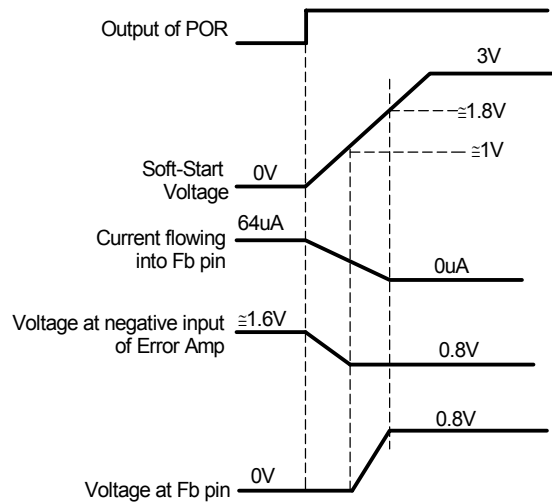 Output of POR
3V
≅1.8V
≅1V
Soft-Start
Voltage
0V
64uA
Current flowing
into Fb pin
0uA
Voltage at negative input
of Error Amp
≅1.6V
0.8V
0.8V
Voltage at Fb pin
0V